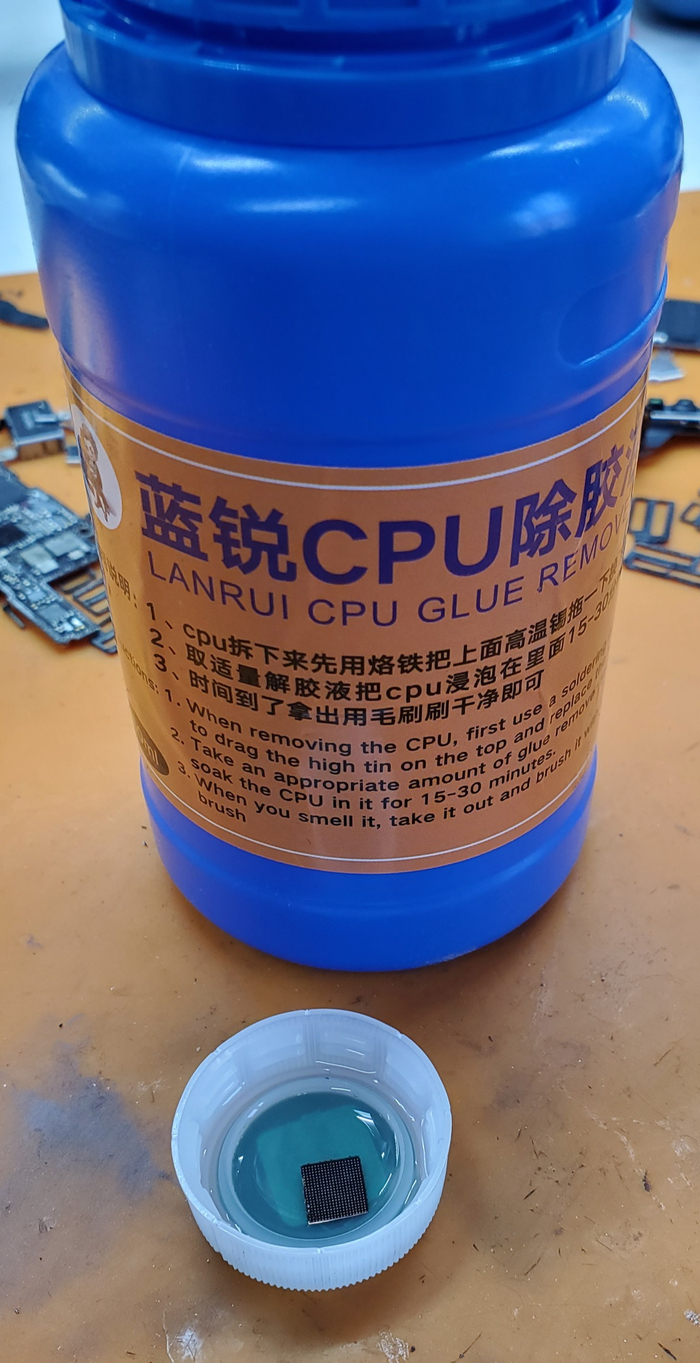 蓝锐CPU除胶
LANRUI CPU GLUE REMOV
说明:
1、cpu拆下来先用烙铁把上面高温锡拖一下
2、取适量解胶液把cpu浸泡在里面15-30
3、时间到了拿出用毛刷刷干净即可
1. When removing the CPU, first use a soldering
to drag the high tin on the top and replace
2. Take an appropriate amount of glue remove
soak the CPU in it for 15-30 minutes.
3. When you smell it, take it out and brush it
brush